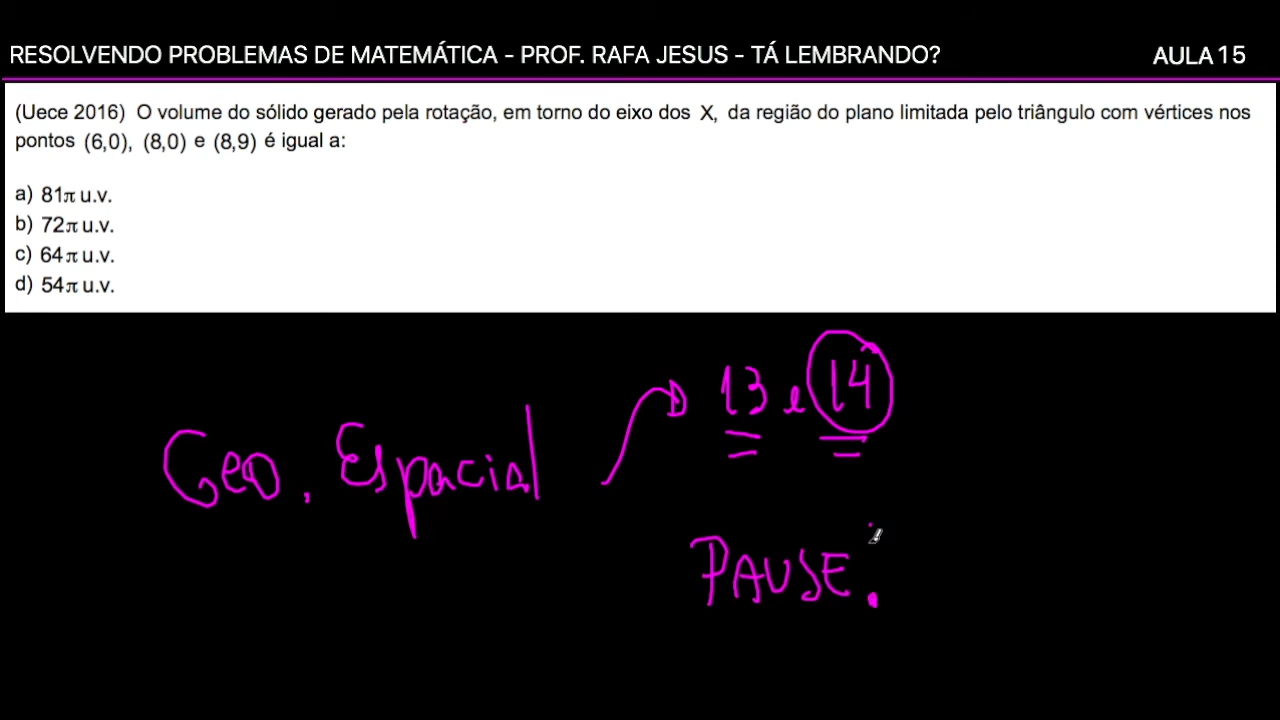 RESOLVENDO PROBLEMAS DE MATEMÁTICA - PROF. RAFA JESUS - TÁ LEMBRANDO? AULA 15
(Uece 2016) O volume do sólido gerado pela rotação, em torno do eixo dos X, da região do plano limitada pelo triângulo com vértices nos
pontos (6,0), (8,0) e (8,9) é igual a:
a) 81π u.v.
b) 72π u.v.
c) 64π u.v.
d) 54π u.v.
13 e 14
Geo. Espacial
PAUSE.